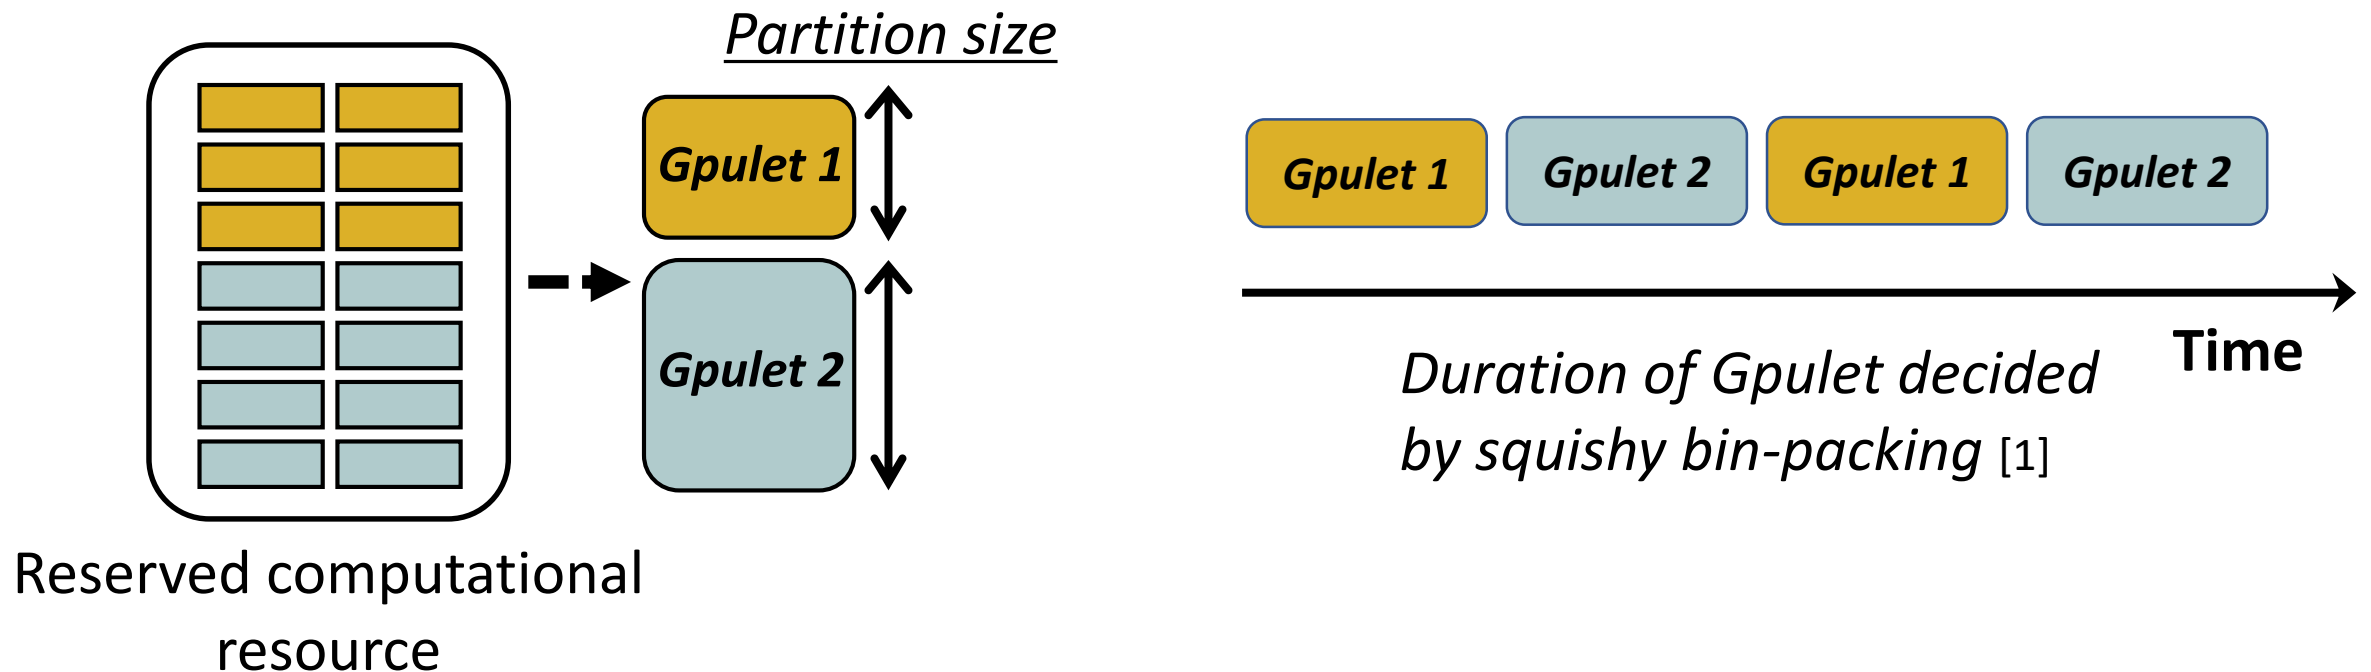 Partition size
Gpulet 1
Gpulet 2
Reserved computational
resource
Gpulet 1
Gpulet 2
Gpulet 1
Gpulet 2
Time
Duration of Gpulet decided
by squishy bin-packing [1]